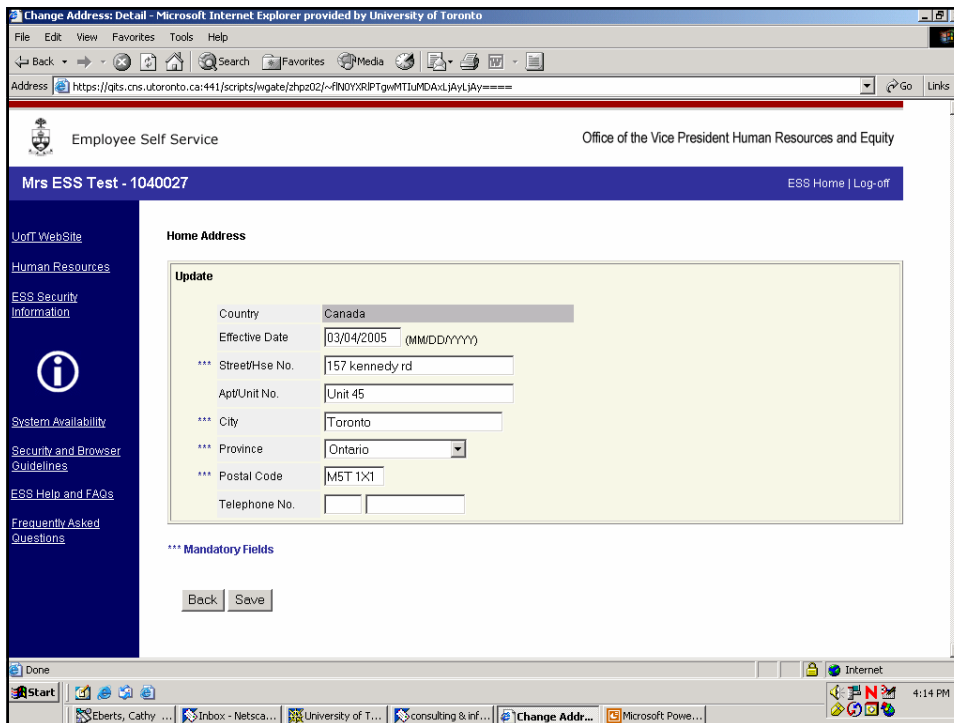 Change Address: Detail - Microsoft Internet Explorer provided by University of Toronto
File Edit View Favorites Tools Help
Back Search Favorites Media
Address https://qits.cns.utoronto.ca:441/scripts/wgate/zhpz02/~flN0YXRlPTgwMTIuMDAxLjAyLjAy==== Go Links
Employee Self Service Office of the Vice President Human Resources and Equity
Mrs ESS Test - 1040027 ESS Home | Log-off
UofT WebSite
Human Resources
ESS Security
Information
System Availability
Security and Browser
Guidelines
ESS Help and FAQs
Frequently Asked
Questions
Home Address
Update
Country Canada
Effective Date 03/04/2005 (MM/DD/YYYY)
*** Street/Hse No. 157 kennedy rd
Apt/Unit No. Unit 45
*** City Toronto
*** Province Ontario
*** Postal Code M5T 1X1
Telephone No.
*** Mandatory Fields
Back Save
Done Internet
Start 4:14 PM
Eberts, Cathy ... Inbox - Netsca... University of T... consulting & inf... Change Addr... Microsoft Powe...